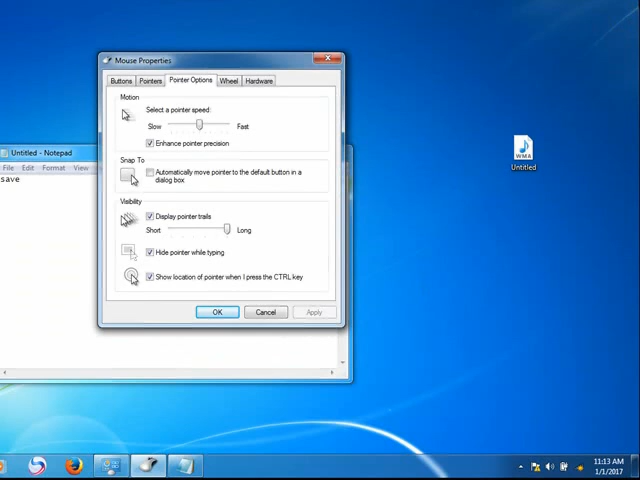 Mouse Properties
Buttons Pointers Pointer Options Wheel Hardware
Motion
Select a pointer speed:
Slow Fast
Enhance pointer precision
Snap To
Automatically move pointer to the default button in a
dialog box
Visibility
Display pointer trails
Short Long
Hide pointer while typing
Show location of pointer when I press the CTRL key
OK Cancel Apply
Untitled - Notepad
File Edit Format View
save
WMA
Untitled
11:13 AM
1/1/2017